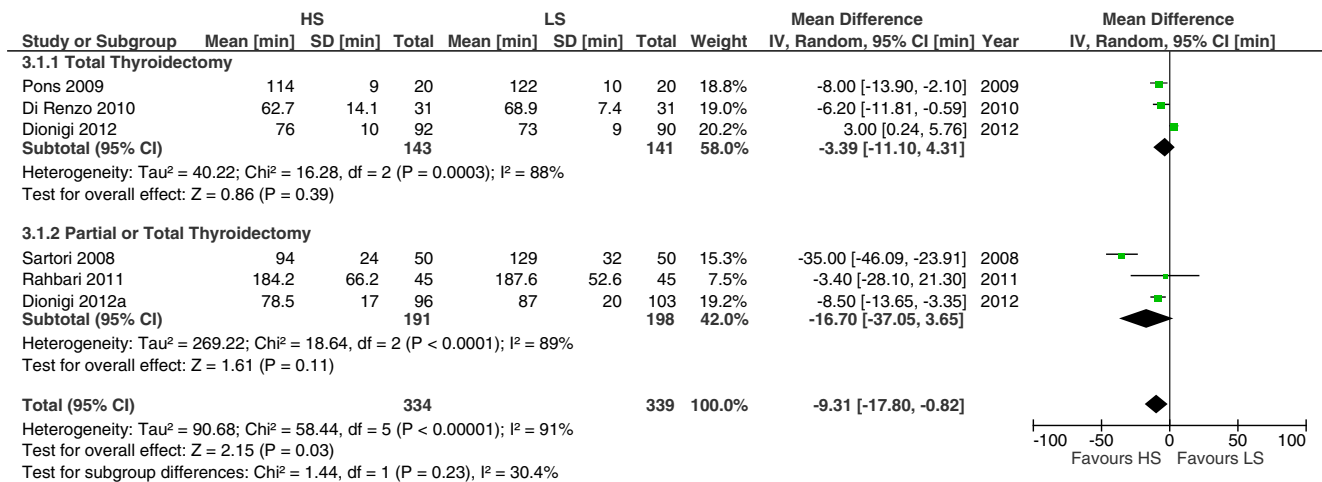 HS LS Mean Difference Mean Difference
Study or Subgroup Mean [min] SD [min] Total Mean [min] SD [min] Total Weight IV, Random, 95% CI [min] Year IV, Random, 95% CI [min]
3.1.1 Total Thyroidectomy
Pons 2009 114 9 20 122 10 20 18.8% -8.00 [-13.90, -2.10] 2009
Di Renzo 2010 62.7 14.1 31 68.9 7.4 31 19.0% -6.20 [-11.81, -0.59] 2010
Dionigi 2012 76 10 92 73 9 90 20.2% 3.00 [0.24, 5.76] 2012
Subtotal (95% CI) 143 141 58.0% -3.39 [-11.10, 4.31]
Heterogeneity: Tau² = 40.22; Chi² = 16.28, df = 2 (P = 0.0003); I² = 88%
Test for overall effect: Z = 0.86 (P = 0.39)
3.1.2 Partial or Total Thyroidectomy
Sartori 2008 94 24 50 129 32 50 15.3% -35.00 [-46.09, -23.91] 2008
Rahbari 2011 184.2 66.2 45 187.6 52.6 45 7.5% -3.40 [-28.10, 21.30] 2011
Dionigi 2012a 78.5 17 96 87 20 103 19.2% -8.50 [-13.65, -3.35] 2012
Subtotal (95% CI) 191 198 42.0% -16.70 [-37.05, 3.65]
Heterogeneity: Tau² = 269.22; Chi² = 18.64, df = 2 (P < 0.0001); I² = 89%
Test for overall effect: Z = 1.61 (P = 0.11)
Total (95% CI) 334 339 100.0% -9.31 [-17.80, -0.82]
Heterogeneity: Tau² = 90.68; Chi² = 58.44, df = 5 (P < 0.00001); I² = 91%
Test for overall effect: Z = 2.15 (P = 0.03)
Test for subgroup differences: Chi² = 1.44, df = 1 (P = 0.23), I² = 30.4%
-100 -50 0 50 100
Favours HS Favours LS